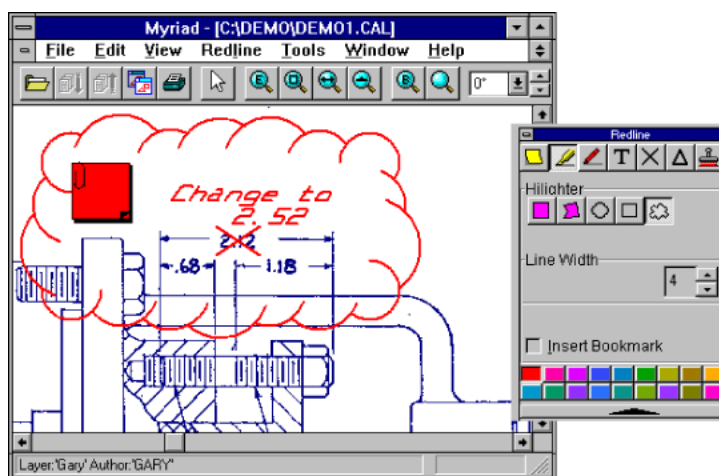 Myriad - [C:\DEMO\DEMO1.CAL]
File Edit View Redline Tools Window Help
E B 0°
Redline
T
Hilighter
Change to
2.52
2.12
.68 1.18
Line Width
4
Insert Bookmark
Layer:'Gary' Author:'GARY'